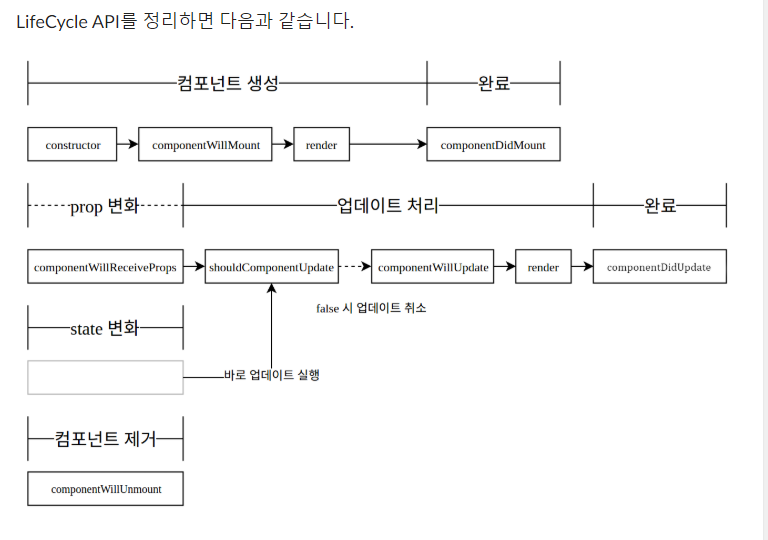 LifeCycle API를 정리하면 다음과 같습니다.
컴포넌트 생성 완료
constructor componentWillMount render componentDidMount
prop 변화 업데이트 처리 완료
componentWillReceiveProps shouldComponentUpdate componentWillUpdate render componentDidUpdate
false 시 업데이트 취소
state 변화
바로 업데이트 실행
컴포넌트 제거
componentWillUnmount